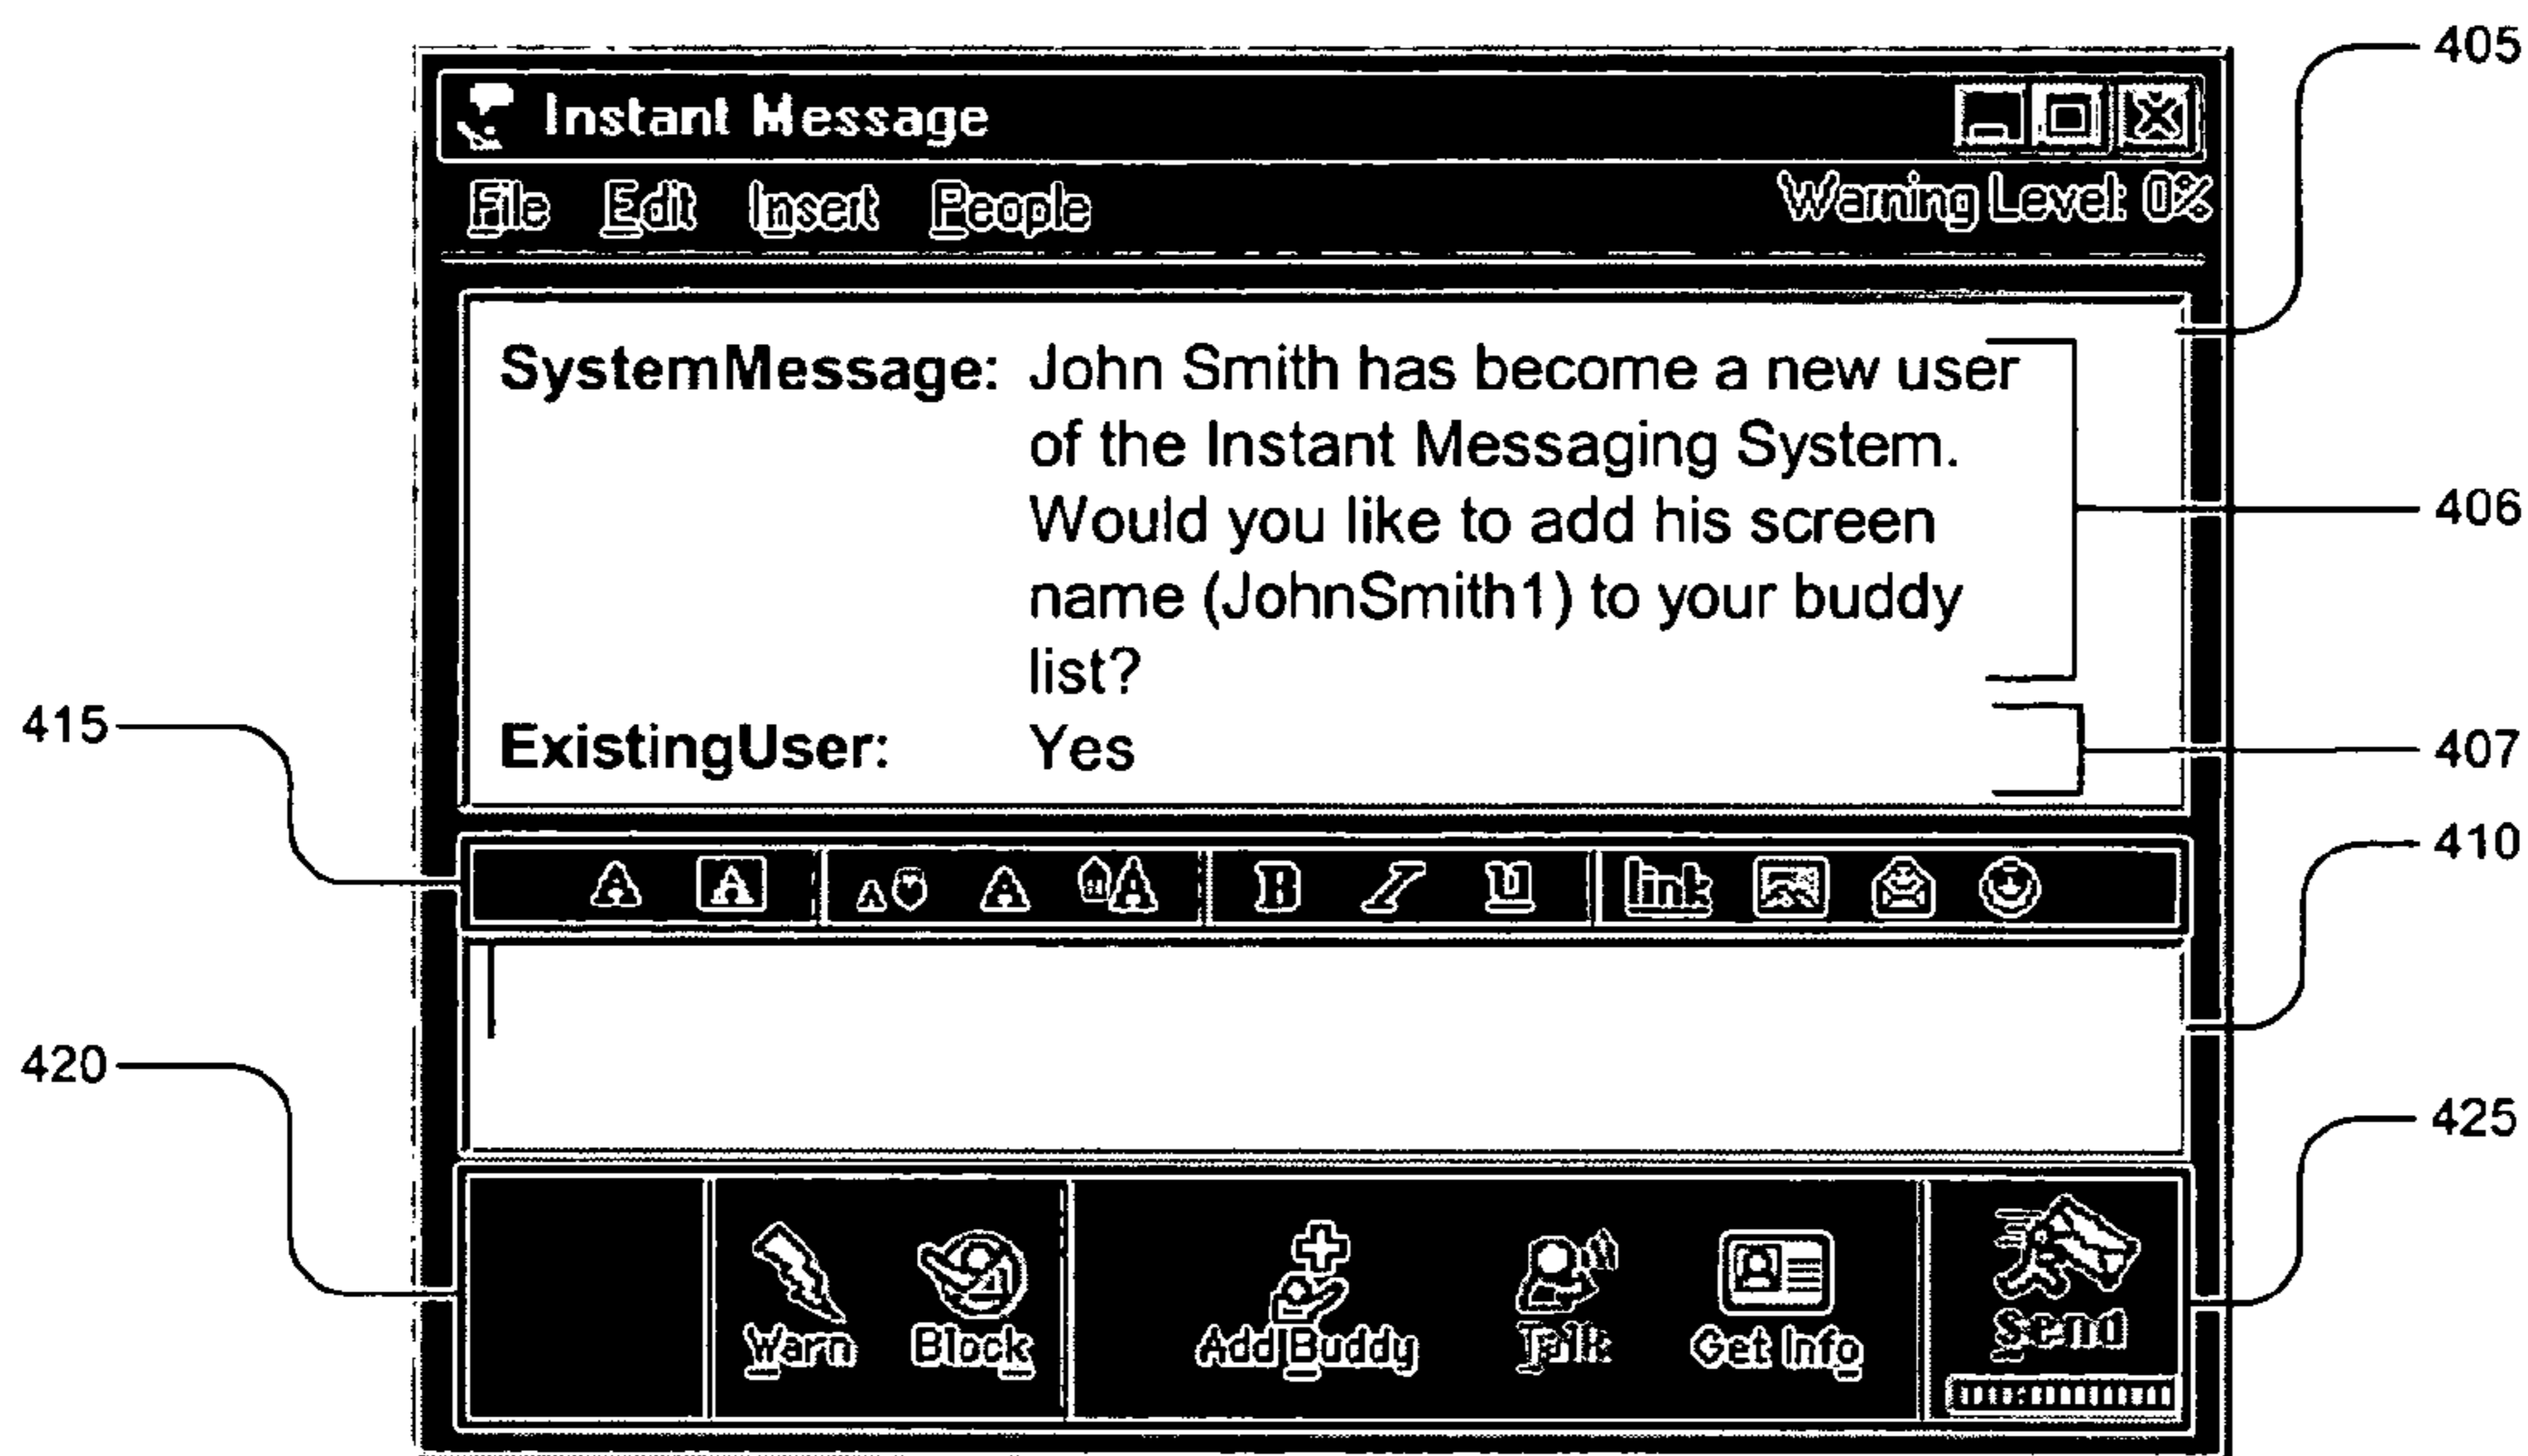 405
Instant Message
File Edit Insert People Warning Level: 0%
SystemMessage: John Smith has become a new user
of the Instant Messaging System.
406
Would you like to add his screen
name (JohnSmith1) to your buddy
list?
415
ExistingUser: Yes
407
410
A A A A A B I U link
420
425
Warn Block Add Buddy Talk Get Info Send